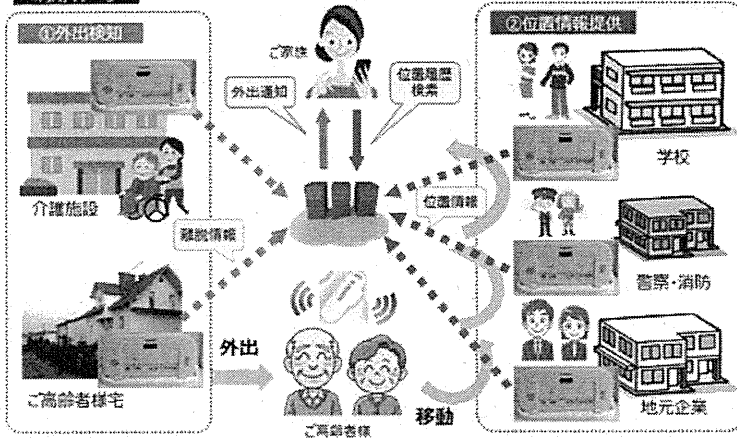 ①外出検知
介護施設
離脱情報
ご高齢者様宅
外出
ご家族
外出通知
位置履歴
検索
位置情報
ご高齢者様
移動
②位置情報提供
学校
警察・消防
地元企業